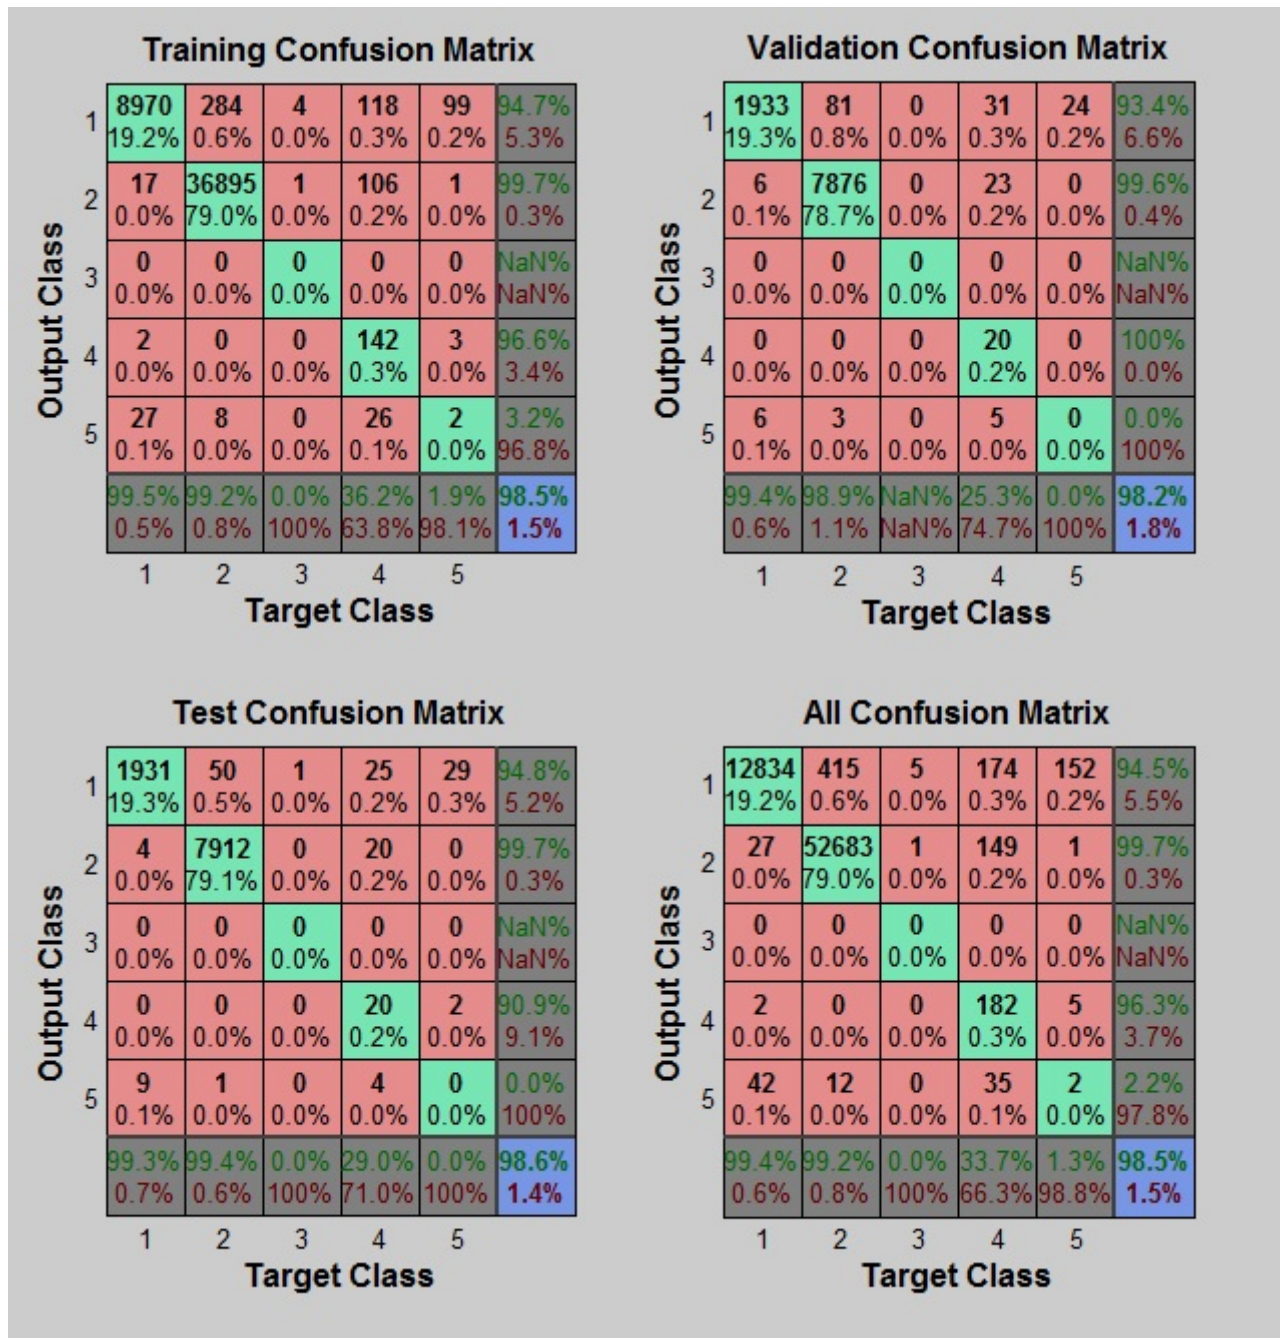 Training Confusion Matrix
8970 284 4 118 99 94.7%
1
19.2% 0.6% 0.0% 0.3% 0.2% 5.3%
17 36895 1 106 1 99.7%
2
0.0% 79.0% 0.0% 0.2% 0.0% 0.3%
0 0 0 0 0 NaN%
3
0.0% 0.0% 0.0% 0.0% 0.0% NaN%
2 0 0 142 3 96.6%
4
0.0% 0.0% 0.0% 0.3% 0.0% 3.4%
27 8 0 26 2 3.2%
5
0.1% 0.0% 0.0% 0.1% 0.0% 96.8%
99.5% 99.2% 0.0% 36.2% 1.9% 98.5%
0.5% 0.8% 100% 63.8% 98.1% 1.5%
1 2 3 4 5
Output Class
Target Class
Validation Confusion Matrix
1933 81 0 31 24 93.4%
1
19.3% 0.8% 0.0% 0.3% 0.2% 6.6%
6 7876 0 23 0 99.6%
2
0.1% 78.7% 0.0% 0.2% 0.0% 0.4%
0 0 0 0 0 NaN%
3
0.0% 0.0% 0.0% 0.0% 0.0% NaN%
0 0 0 20 0 100%
4
0.0% 0.0% 0.0% 0.2% 0.0% 0.0%
6 3 0 5 0 0.0%
5
0.1% 0.0% 0.0% 0.0% 0.0% 100%
99.4% 98.9% NaN% 25.3% 0.0% 98.2%
0.6% 1.1% NaN% 74.7% 100% 1.8%
1 2 3 4 5
Output Class
Target Class
Test Confusion Matrix
1931 50 1 25 29 94.8%
1
19.3% 0.5% 0.0% 0.2% 0.3% 5.2%
4 7912 0 20 0 99.7%
2
0.0% 79.1% 0.0% 0.2% 0.0% 0.3%
0 0 0 0 0 NaN%
3
0.0% 0.0% 0.0% 0.0% 0.0% NaN%
0 0 0 20 2 90.9%
4
0.0% 0.0% 0.0% 0.2% 0.0% 9.1%
9 1 0 4 0 0.0%
5
0.1% 0.0% 0.0% 0.0% 0.0% 100%
99.3% 99.4% 0.0% 29.0% 0.0% 98.6%
0.7% 0.6% 100% 71.0% 100% 1.4%
1 2 3 4 5
Output Class
Target Class
All Confusion Matrix
12834 415 5 174 152 94.5%
1
19.2% 0.6% 0.0% 0.3% 0.2% 5.5%
27 52683 1 149 1 99.7%
2
0.0% 79.0% 0.0% 0.2% 0.0% 0.3%
0 0 0 0 0 NaN%
3
0.0% 0.0% 0.0% 0.0% 0.0% NaN%
2 0 0 182 5 96.3%
4
0.0% 0.0% 0.0% 0.3% 0.0% 3.7%
42 12 0 35 2 2.2%
5
0.1% 0.0% 0.0% 0.1% 0.0% 97.8%
99.4% 99.2% 0.0% 33.7% 1.3% 98.5%
0.6% 0.8% 100% 66.3% 98.8% 1.5%
1 2 3 4 5
Output Class
Target Class